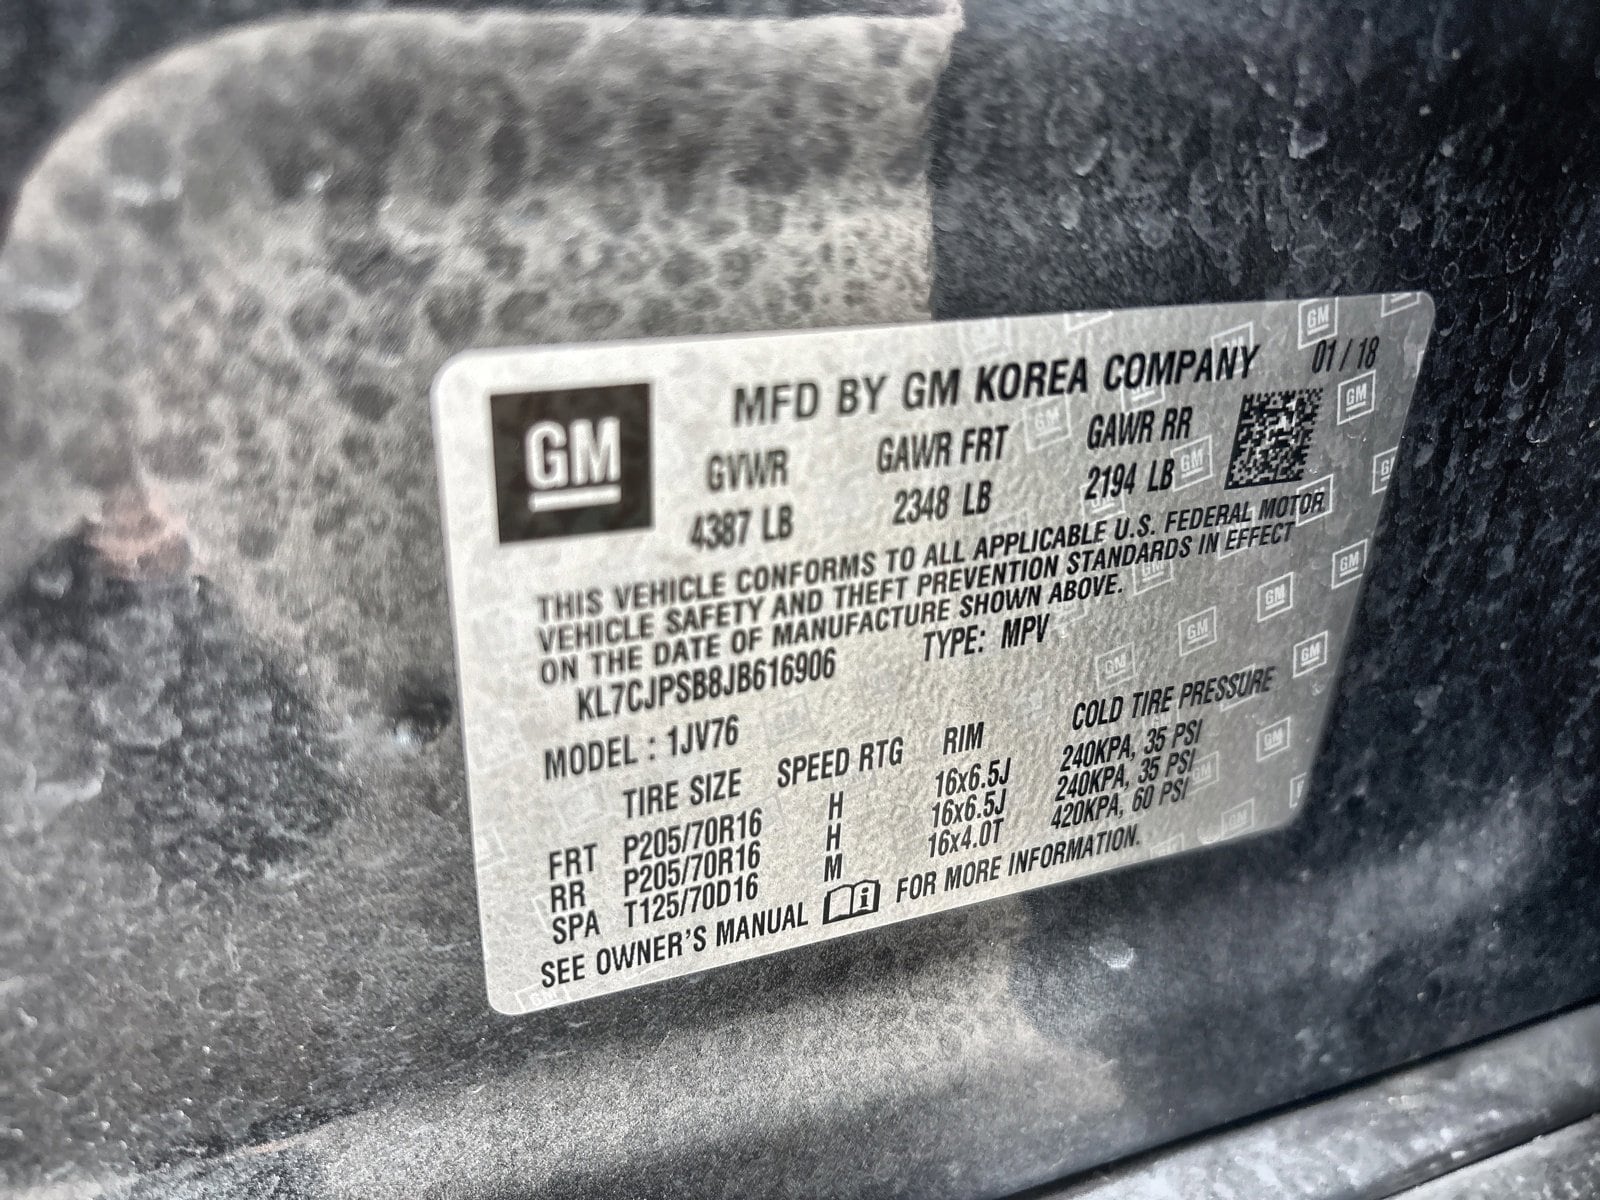 GM
MFD BY GM KOREA COMPANY 01/18
GVWR GAWR FRT GAWR RR
4387 LB 2348 LB 2194 LB
THIS VEHICLE CONFORMS TO ALL APPLICABLE U.S. FEDERAL MOTOR
VEHICLE SAFETY AND THEFT PREVENTION STANDARDS IN EFFECT
ON THE DATE OF MANUFACTURE SHOWN ABOVE.
KL7CJPSB8JB616906 TYPE: MPV
MODEL : 1JV76
TIRE SIZE SPEED RTG RIM COLD TIRE PRESSURE
FRT P205/70R16 H 16x6.5J 240KPA, 35 PSI
RR P205/70R16 H 16x6.5J 240KPA, 35 PSI
SPA T125/70D16 M 16x4.0T 420KPA, 60 PSI
SEE OWNER'S MANUAL i FOR MORE INFORMATION.